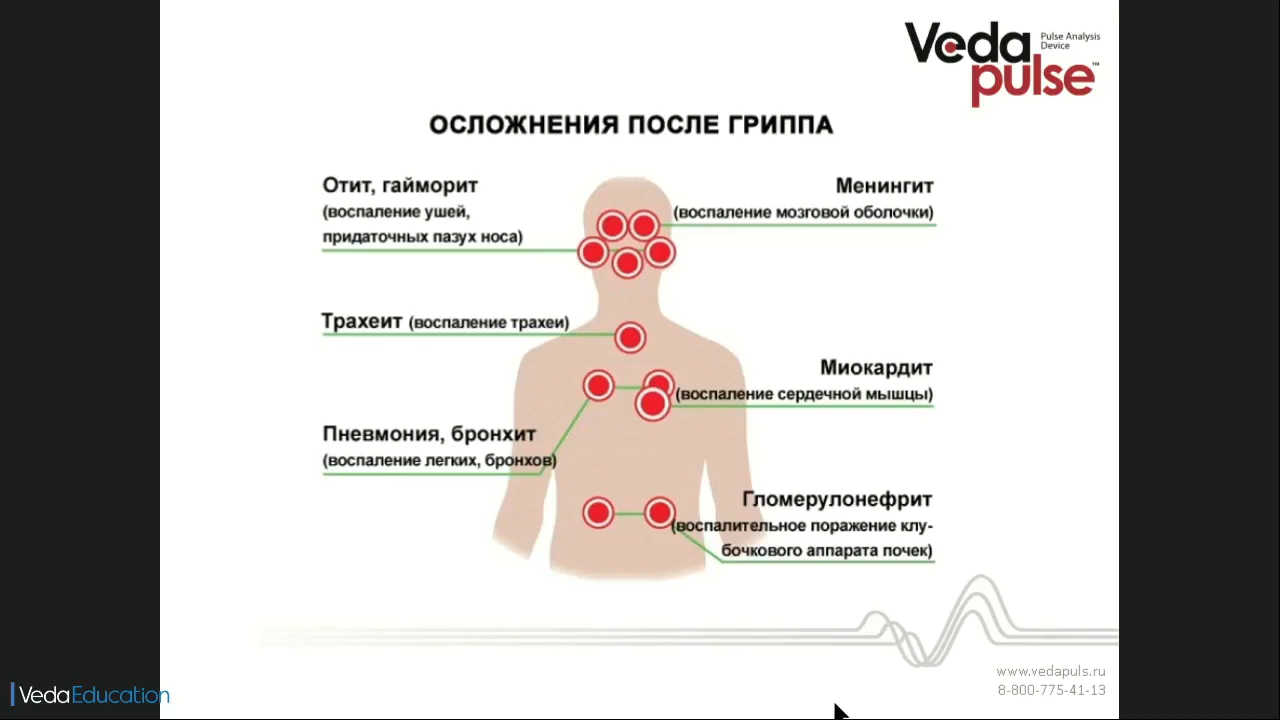 Veda
Pulse Analysis
Device
pulse™
ОСЛОЖНЕНИЯ ПОСЛЕ ГРИППА
Отит, гайморит
(воспаление ушей,
придаточных пазух носа)
Менингит
(воспаление мозговой оболочки)
Трахеит (воспаление трахеи)
Миокардит
(воспаление сердечной мышцы)
Пневмония, бронхит
(воспаление легких, бронхов)
Гломерулонефрит
(воспалительное поражение клу-
бочкового аппарата почек)
www.vedapuls.ru
8-800-775-41-13
VedaEducation